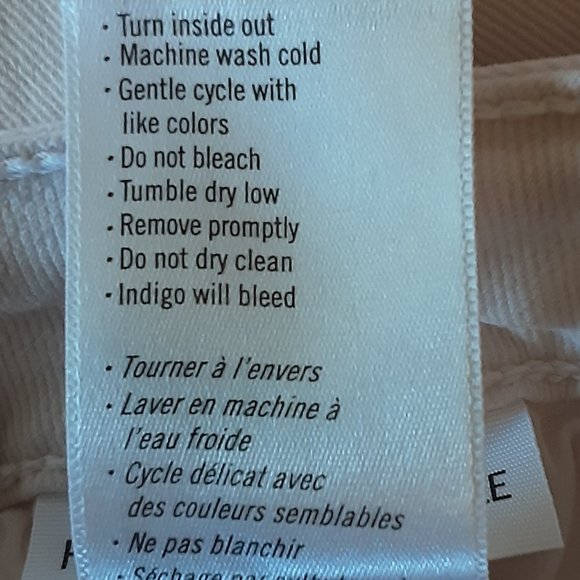 · Turn inside out
· Machine wash cold
· Gentle cycle with
like colors
· Do not bleach
· Tumble dry low
· Remove promptly
· Do not dry clean
· Indigo will bleed
· Tourner à l'envers
· Laver en machine à
l'eau froide
· Cycle délicat avec
des couleurs semblables
· Ne pas blanchir
· Séchage par